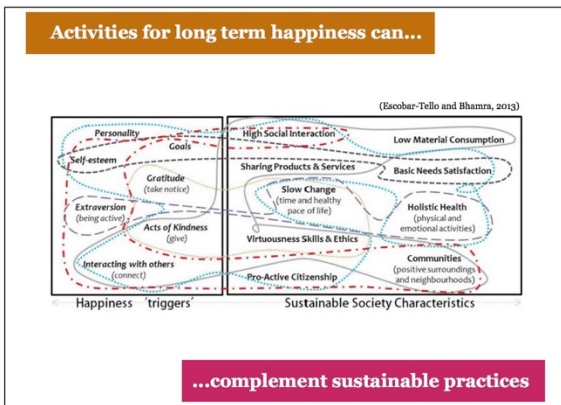 Activities for long term happiness can...
(Escobar-Tello and Bhamra, 2013)
Personality
Goals
Self-esteem
Gratitude
(take notice)
Extraversion
(being active)
Acts of Kindness
(give)
Interacting with others
(connect)
High Social Interaction
Low Material Consumption
Sharing Products & Services
Basic Needs Satisfaction
Slow Change
(time and healthy
pace of life)
Holistic Health
(physical and
emotional activities)
Virtuousness Skills & Ethics
Communities
(positive surroundings
and neighbourhoods)
Pro-Active Citizenship
Happiness 'triggers'
Sustainable Society Characteristics
...complement sustainable practices